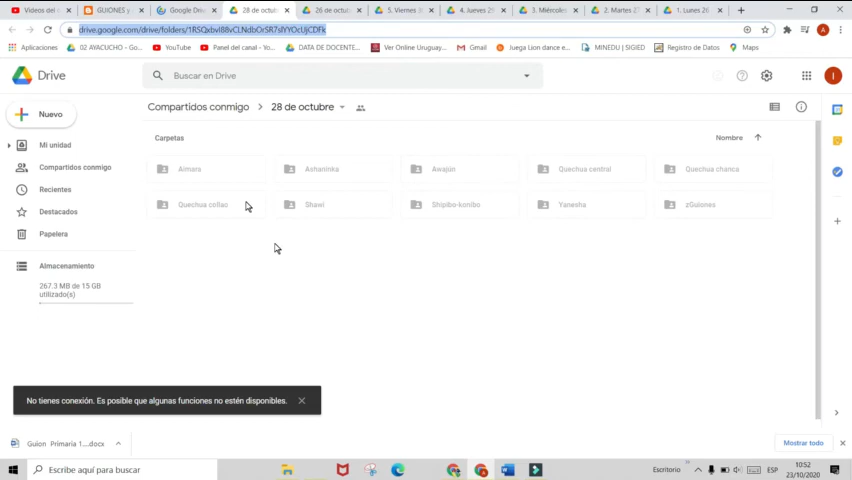 Videos del
GUIONES y
Google Drive
28 de octub
26 de octub
5. Viernes
4. Jueves 29
3. Miércoles
2. Martes 27
1. Lunes 26
drive.google.com/drive/folders/
Aplicaciones
02 AYACUCHO - Go...
YouTube
Panel del canal - Yo...
DATA DE DOCENTE...
Ver Online Uruguay...
Gmail
Juega Lion dance e...
MINEDU | SIGIED
Registro de Datos
Maps
Drive
Buscar en Drive
Nuevo
Compartidos conmigo > 28 de octubre
Carpetas
Nombre
Mi unidad
Compartidos conmigo
Recientes
Destacados
Papelera
Almacenamiento
267.3 MB de 15 GB
utilizado(s)
Aimara
Ashaninka
Awajún
Quechua central
Quechua chanca
Quechua collao
Shawi
Shipibo-konibo
Yanesha
zGuiones
No tienes conexión. Es posible que algunas funciones no estén disponibles.
Guion Primaria 1....docx
Mostrar todo
Escribe aquí para buscar
Escritorio
ESP
10:52
23/10/2020